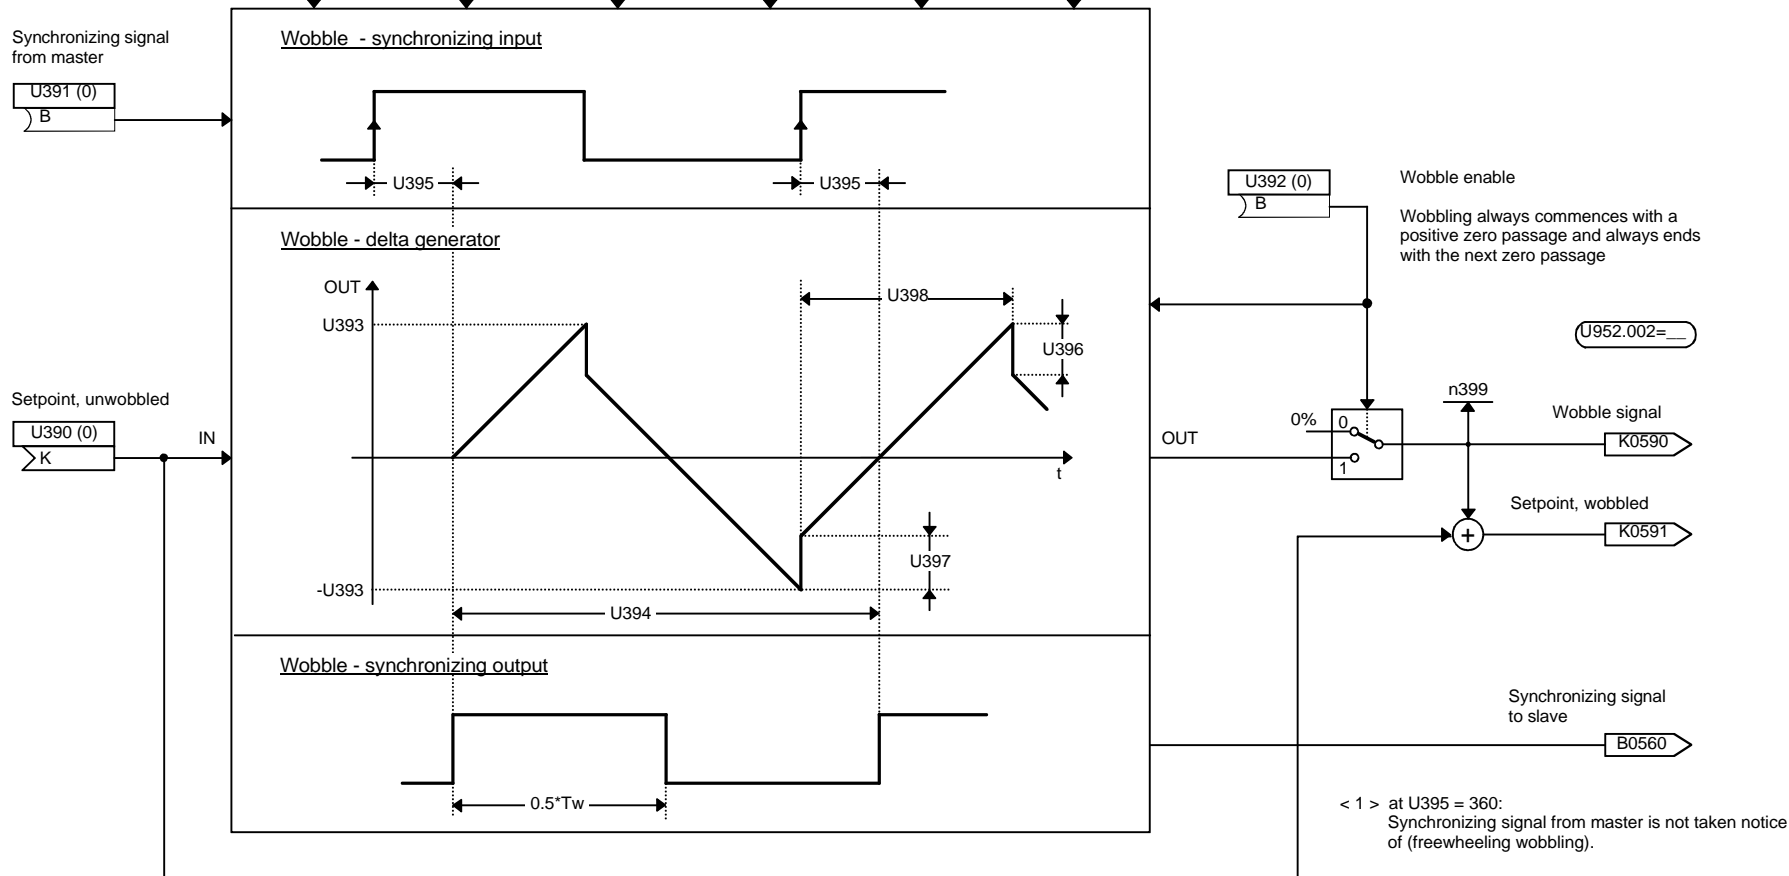 Synchronizing signal
from master
U391 (0)
B
Wobble - synchronizing input
U395
U395
U392 (0)
B
Wobble enable
Wobbling always commences with a
positive zero passage and always ends
with the next zero passage
Wobble - delta generator
OUT
U393
U398
U396
U952.002=__
Setpoint, unwobbled
U390 (0)
K
IN
t
OUT
0%
0
1
n399
Wobble signal
K0590
Setpoint, wobbled
K0591
+
U397
-U393
U394
Wobble - synchronizing output
0.5*Tw
Synchronizing signal
to slave
B0560
< 1 > at U395 = 360:
Synchronizing signal from master is not taken notice
of (freewheeling wobbling).